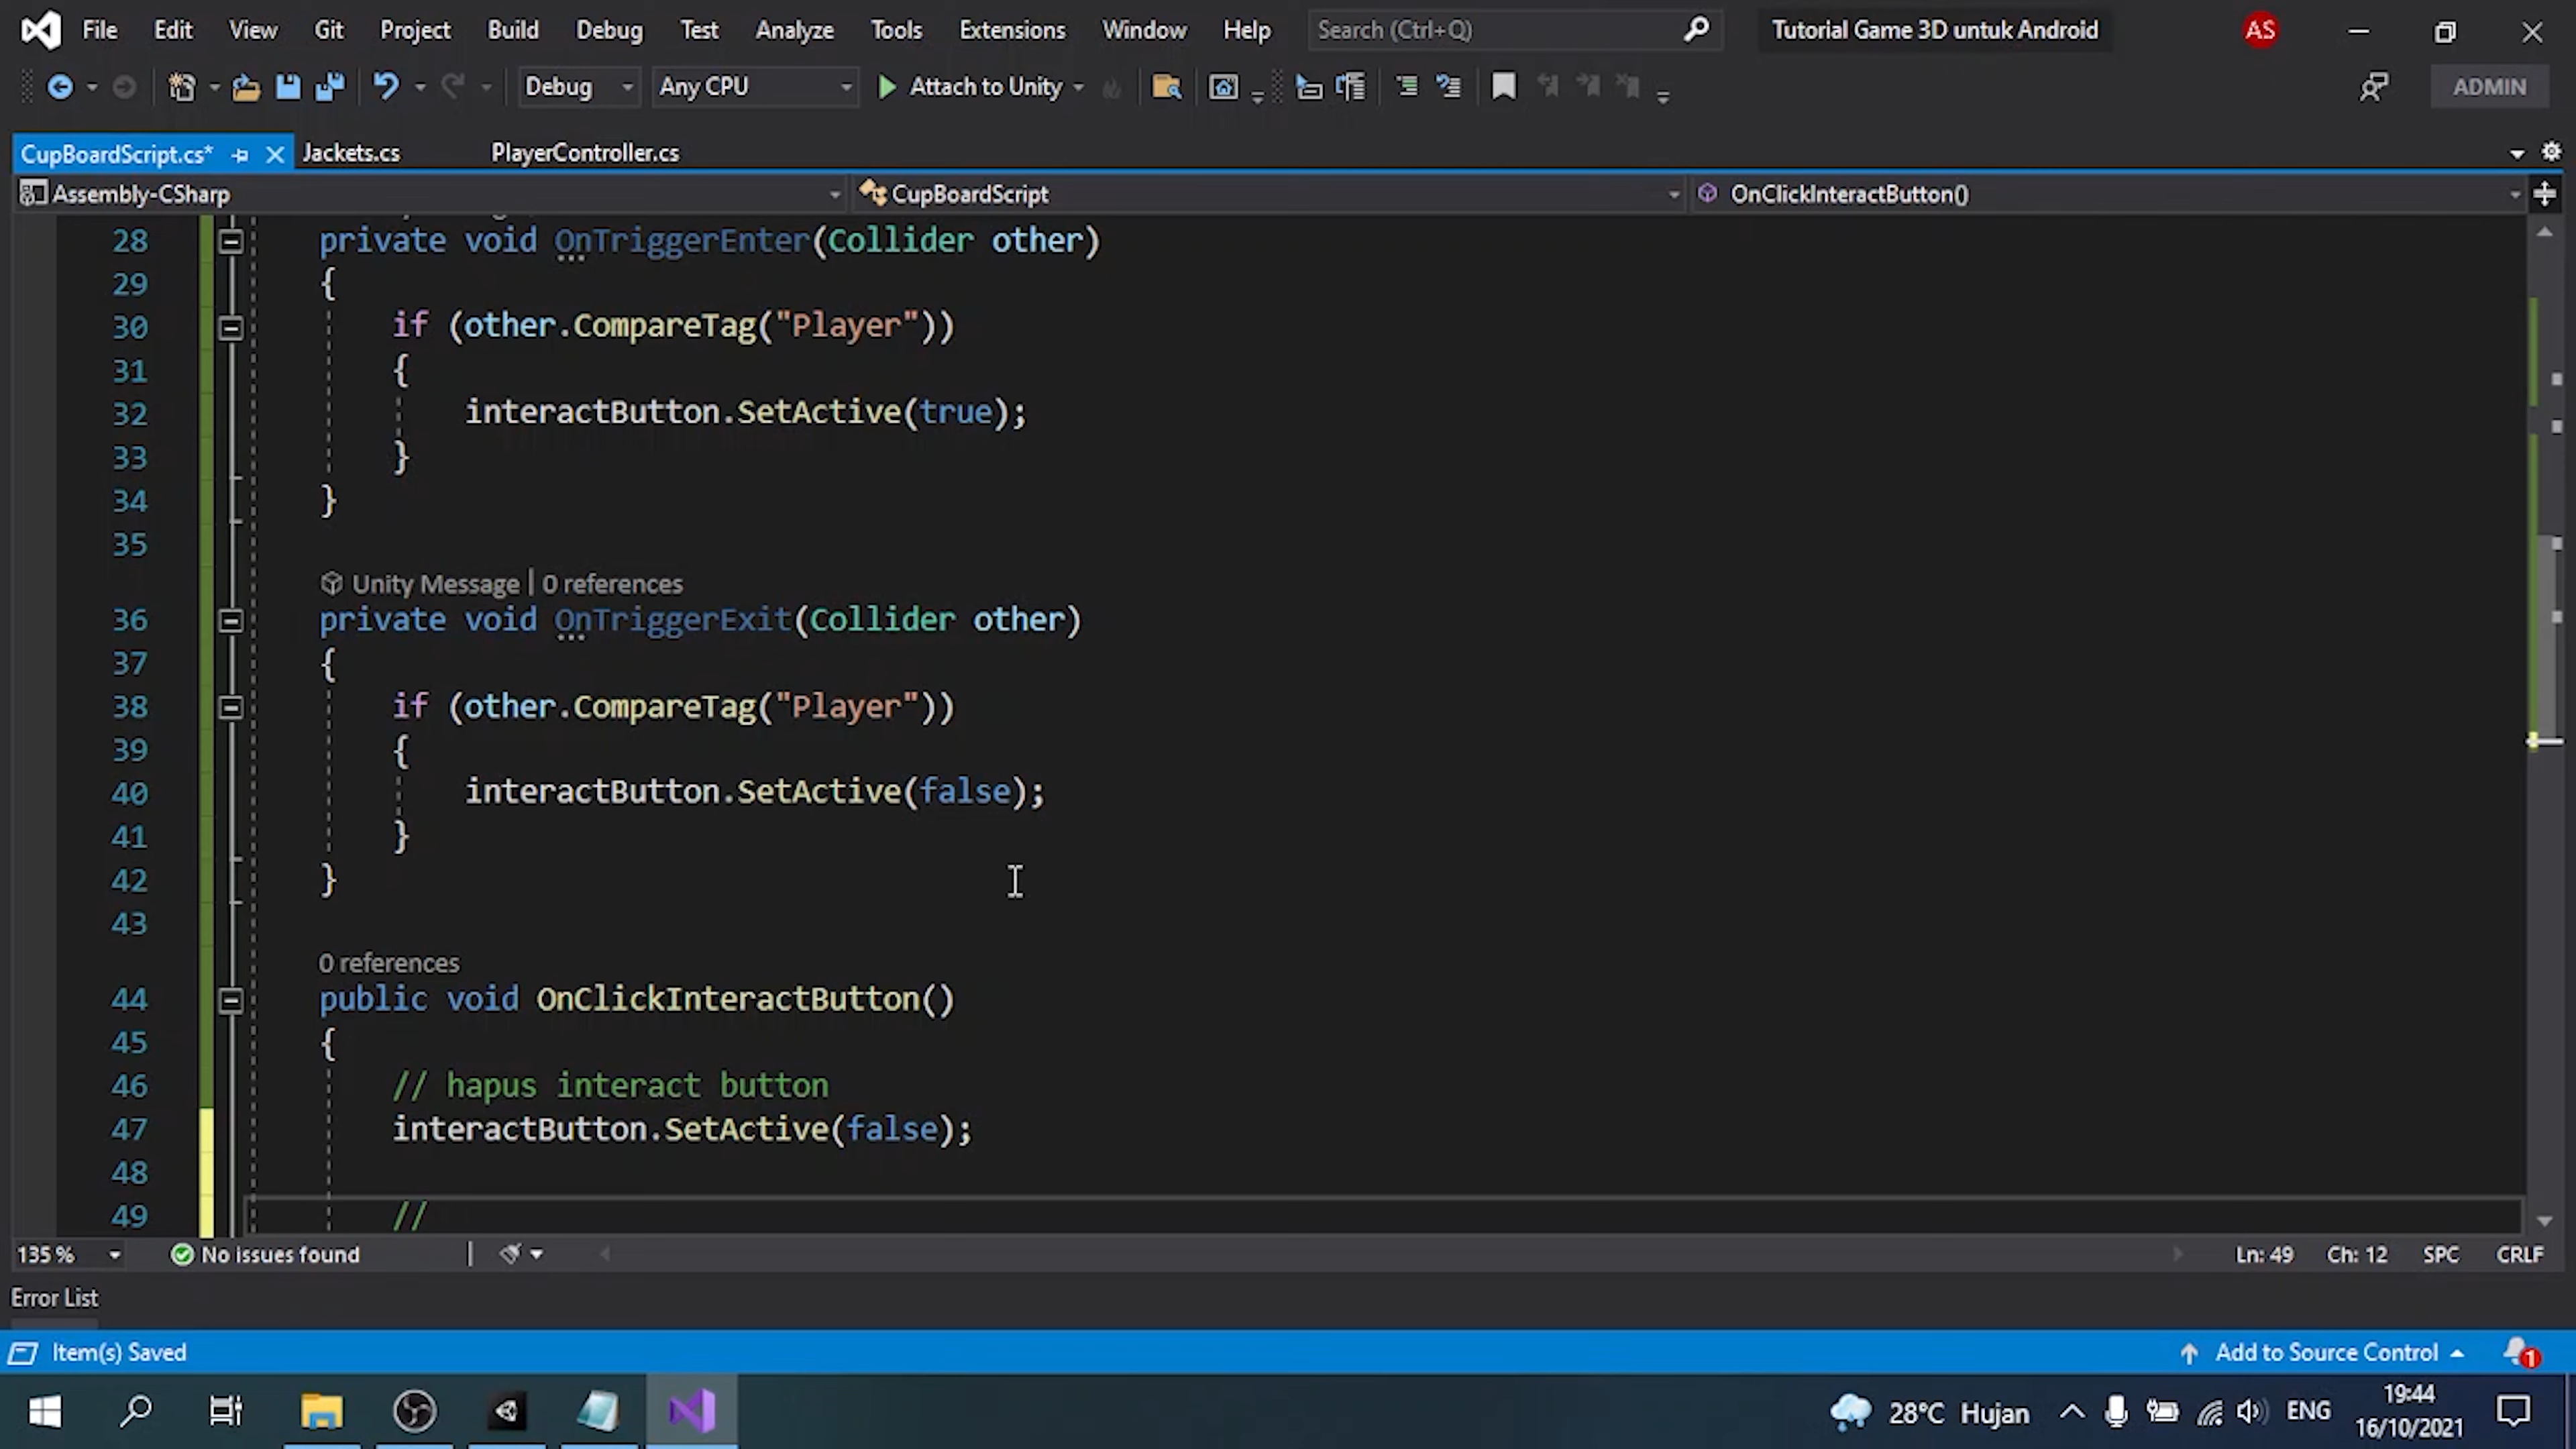 File Edit View Git Project Build Debug Test Analyze Tools Extensions Window Help Search (Ctrl+Q) Tutorial Game 3D untuk Android AS
Debug Any CPU Attach to Unity ADMIN
CupBoardScript.cs* Jackets.cs PlayerController.cs
Assembly-CSharp CupBoardScript OnClickInteractButton()
28 private void OnTriggerEnter(Collider other)
29 {
30 if (other.CompareTag("Player"))
31 {
32 interactButton.SetActive(true);
33 }
34 }
35
Unity Message | 0 references
36 private void OnTriggerExit(Collider other)
37 {
38 if (other.CompareTag("Player"))
39 {
40 interactButton.SetActive(false);
41 }
42 }
43
0 references
44 public void OnClickInteractButton()
45 {
46 // hapus interact button
47 interactButton.SetActive(false);
48
49 //
135 % No issues found Ln: 49 Ch: 12 SPC CRLF
Error List
Item(s) Saved Add to Source Control 1
28°C Hujan ENG 19:44
16/10/2021